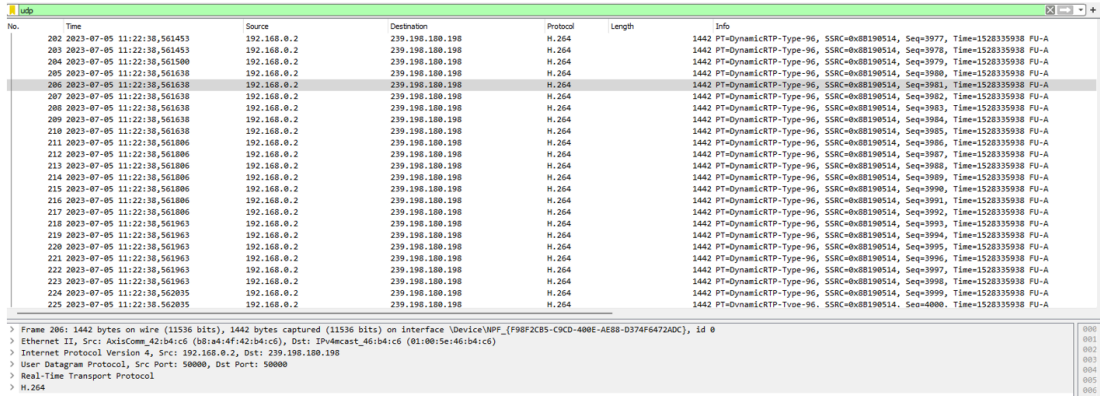 udp
No. Time Source Destination Protocol Length Info
202 2023-07-05 11:22:38,561453 192.168.0.2 239.198.180.198 H.264 1442 PT=DynamicRTP-Type-96, SSRC=0x8B190514, Seq=3977, Time=1528335938 FU-A
203 2023-07-05 11:22:38,561453 192.168.0.2 239.198.180.198 H.264 1442 PT=DynamicRTP-Type-96, SSRC=0x8B190514, Seq=3978, Time=1528335938 FU-A
204 2023-07-05 11:22:38,561500 192.168.0.2 239.198.180.198 H.264 1442 PT=DynamicRTP-Type-96, SSRC=0x8B190514, Seq=3979, Time=1528335938 FU-A
205 2023-07-05 11:22:38,561638 192.168.0.2 239.198.180.198 H.264 1442 PT=DynamicRTP-Type-96, SSRC=0x8B190514, Seq=3980, Time=1528335938 FU-A
206 2023-07-05 11:22:38,561638 192.168.0.2 239.198.180.198 H.264 1442 PT=DynamicRTP-Type-96, SSRC=0x8B190514, Seq=3981, Time=1528335938 FU-A
207 2023-07-05 11:22:38,561638 192.168.0.2 239.198.180.198 H.264 1442 PT=DynamicRTP-Type-96, SSRC=0x8B190514, Seq=3982, Time=1528335938 FU-A
208 2023-07-05 11:22:38,561638 192.168.0.2 239.198.180.198 H.264 1442 PT=DynamicRTP-Type-96, SSRC=0x8B190514, Seq=3983, Time=1528335938 FU-A
209 2023-07-05 11:22:38,561638 192.168.0.2 239.198.180.198 H.264 1442 PT=DynamicRTP-Type-96, SSRC=0x8B190514, Seq=3984, Time=1528335938 FU-A
210 2023-07-05 11:22:38,561638 192.168.0.2 239.198.180.198 H.264 1442 PT=DynamicRTP-Type-96, SSRC=0x8B190514, Seq=3985, Time=1528335938 FU-A
211 2023-07-05 11:22:38,561806 192.168.0.2 239.198.180.198 H.264 1442 PT=DynamicRTP-Type-96, SSRC=0x8B190514, Seq=3986, Time=1528335938 FU-A
212 2023-07-05 11:22:38,561806 192.168.0.2 239.198.180.198 H.264 1442 PT=DynamicRTP-Type-96, SSRC=0x8B190514, Seq=3987, Time=1528335938 FU-A
213 2023-07-05 11:22:38,561806 192.168.0.2 239.198.180.198 H.264 1442 PT=DynamicRTP-Type-96, SSRC=0x8B190514, Seq=3988, Time=1528335938 FU-A
214 2023-07-05 11:22:38,561806 192.168.0.2 239.198.180.198 H.264 1442 PT=DynamicRTP-Type-96, SSRC=0x8B190514, Seq=3989, Time=1528335938 FU-A
215 2023-07-05 11:22:38,561806 192.168.0.2 239.198.180.198 H.264 1442 PT=DynamicRTP-Type-96, SSRC=0x8B190514, Seq=3990, Time=1528335938 FU-A
216 2023-07-05 11:22:38,561806 192.168.0.2 239.198.180.198 H.264 1442 PT=DynamicRTP-Type-96, SSRC=0x8B190514, Seq=3991, Time=1528335938 FU-A
217 2023-07-05 11:22:38,561806 192.168.0.2 239.198.180.198 H.264 1442 PT=DynamicRTP-Type-96, SSRC=0x8B190514, Seq=3992, Time=1528335938 FU-A
218 2023-07-05 11:22:38,561963 192.168.0.2 239.198.180.198 H.264 1442 PT=DynamicRTP-Type-96, SSRC=0x8B190514, Seq=3993, Time=1528335938 FU-A
219 2023-07-05 11:22:38,561963 192.168.0.2 239.198.180.198 H.264 1442 PT=DynamicRTP-Type-96, SSRC=0x8B190514, Seq=3994, Time=1528335938 FU-A
220 2023-07-05 11:22:38,561963 192.168.0.2 239.198.180.198 H.264 1442 PT=DynamicRTP-Type-96, SSRC=0x8B190514, Seq=3995, Time=1528335938 FU-A
221 2023-07-05 11:22:38,561963 192.168.0.2 239.198.180.198 H.264 1442 PT=DynamicRTP-Type-96, SSRC=0x8B190514, Seq=3996, Time=1528335938 FU-A
222 2023-07-05 11:22:38,561963 192.168.0.2 239.198.180.198 H.264 1442 PT=DynamicRTP-Type-96, SSRC=0x8B190514, Seq=3997, Time=1528335938 FU-A
223 2023-07-05 11:22:38,561963 192.168.0.2 239.198.180.198 H.264 1442 PT=DynamicRTP-Type-96, SSRC=0x8B190514, Seq=3998, Time=1528335938 FU-A
224 2023-07-05 11:22:38,562035 192.168.0.2 239.198.180.198 H.264 1442 PT=DynamicRTP-Type-96, SSRC=0x8B190514, Seq=3999, Time=1528335938 FU-A
225 2023-07-05 11:22:38,562035 192.168.0.2 239.198.180.198 H.264 1442 PT=DynamicRTP-Type-96, SSRC=0x8B190514, Seq=4000, Time=1528335938 FU-A
> Frame 206: 1442 bytes on wire (11536 bits), 1442 bytes captured (11536 bits) on interface \Device\NPF_{F98F2CB5-C9CD-400E-AE88-D374F6472ADC}, id 0
> Ethernet II, Src: AxisComm_42:b4:c6 (b8:a4:4f:42:b4:c6), Dst: IPv4mcast_46:b4:c6 (01:00:5e:46:b4:c6)
> Internet Protocol Version 4, Src: 192.168.0.2, Dst: 239.198.180.198
> User Datagram Protocol, Src Port: 50000, Dst Port: 50000
> Real-Time Transport Protocol
> H.264
000
001
002
003
004
005
006